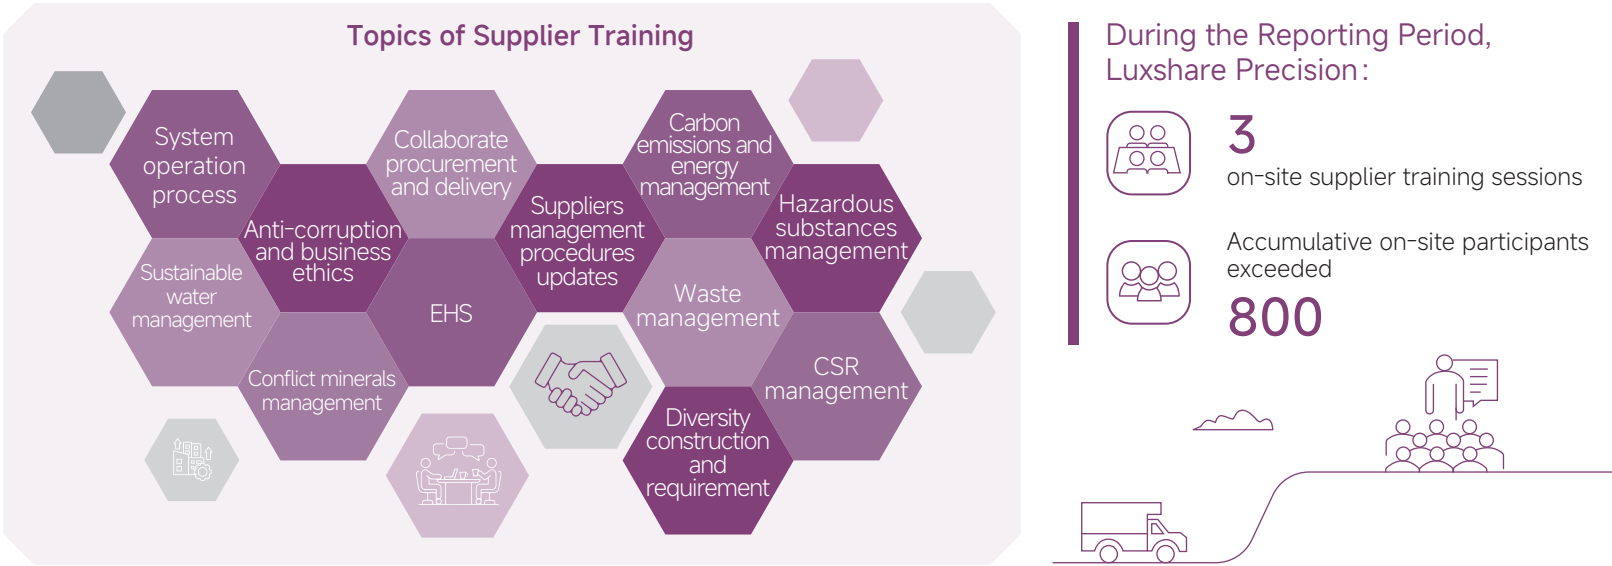 Topics of Supplier Training
System
operation
process
Anti-corruption
and business
ethics
Sustainable
water
management
Conflict minerals
management
Collaborate
procurement
and delivery
EHS
Suppliers
management
procedures
updates
Carbon
emissions and
energy
management
Hazardous
substances
management
Waste
management
CSR
management
Diversity
construction
and
requirement
During the Reporting Period,
Luxshare Precision:
3
on-site supplier training sessions
Accumulative on-site participants
exceeded
800